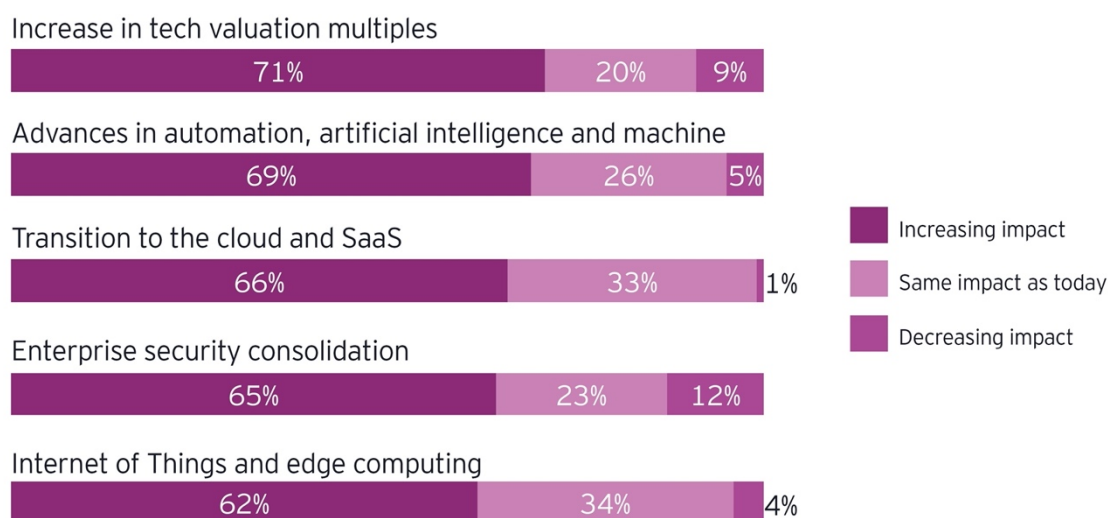 Increase in tech valuation multiples
71% 20% 9%
Advances in automation, artificial intelligence and machine
69% 26% 5%
Transition to the cloud and SaaS
66% 33% 1%
Enterprise security consolidation
65% 23% 12%
Internet of Things and edge computing
62% 34% 4%
Increasing impact
Same impact as today
Decreasing impact